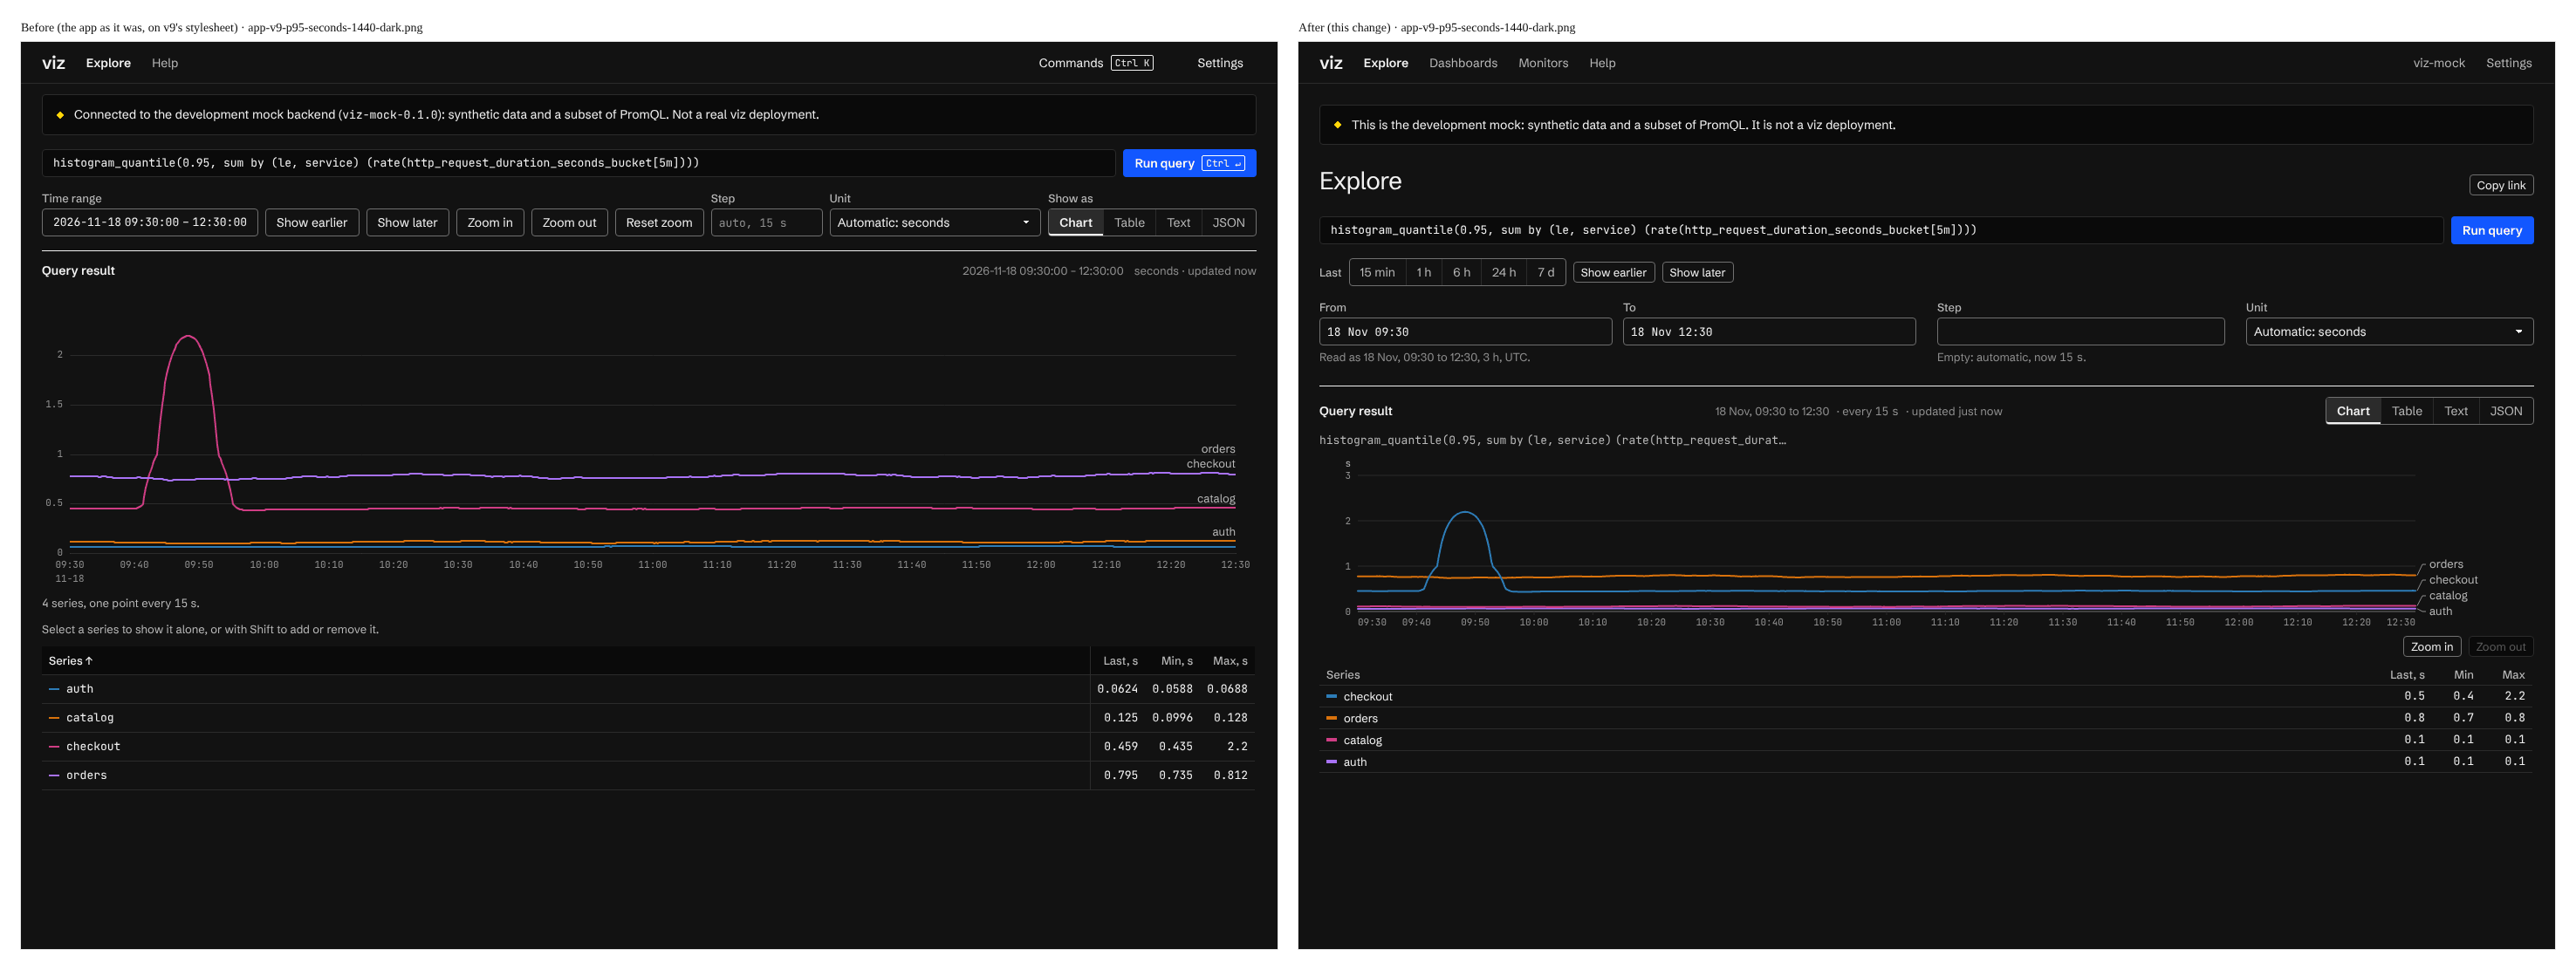 Before (the app as it was, on v9's stylesheet) · app-v9-p95-seconds-1440-dark.png
viz Explore Help Commands Ctrl K Settings
Connected to the development mock backend (viz-mock-0.1.0): synthetic data and a subset of PromQL. Not a real viz deployment.
histogram_quantile(0.95, sum by (le, service) (rate(http_request_duration_seconds_bucket[5m]))) Run query Ctrl ↵
Time range Step Unit Show as
2026-11-18 09:30:00 – 12:30:00 Show earlier Show later Zoom in Zoom out Reset zoom auto, 15 s Automatic: seconds Chart Table Text JSON
Query result 2026-11-18 09:30:00 – 12:30:00 seconds · updated now
2
1.5
1
0.5
0
orders
checkout
catalog
auth
09:30 09:40 09:50 10:00 10:10 10:20 10:30 10:40 10:50 11:00 11:10 11:20 11:30 11:40 11:50 12:00 12:10 12:20 12:30
11-18
4 series, one point every 15 s.
Select a series to show it alone, or with Shift to add or remove it.
Series ↑ Last, s Min, s Max, s
auth 0.0624 0.0588 0.0688
catalog 0.125 0.0996 0.128
checkout 0.459 0.435 2.2
orders 0.795 0.735 0.812
After (this change) · app-v9-p95-seconds-1440-dark.png
viz Explore Dashboards Monitors Help viz-mock Settings
This is the development mock: synthetic data and a subset of PromQL. It is not a viz deployment.
Explore Copy link
histogram_quantile(0.95, sum by (le, service) (rate(http_request_duration_seconds_bucket[5m]))) Run query
Last 15 min 1 h 6 h 24 h 7 d Show earlier Show later
From To Step Unit
18 Nov 09:30 18 Nov 12:30 Automatic: seconds
Read as 18 Nov, 09:30 to 12:30, 3 h, UTC. Empty: automatic, now 15 s.
Query result 18 Nov, 09:30 to 12:30 · every 15 s · updated just now Chart Table Text JSON
histogram_quantile(0.95, sum by (le, service) (rate(http_request_durat…
s
3
2
1
0
orders
checkout
catalog
auth
09:30 09:40 09:50 10:00 10:10 10:20 10:30 10:40 10:50 11:00 11:10 11:20 11:30 11:40 11:50 12:00 12:10 12:20 12:30
Zoom in Zoom out
Series Last, s Min Max
checkout 0.5 0.4 2.2
orders 0.8 0.7 0.8
catalog 0.1 0.1 0.1
auth 0.1 0.1 0.1